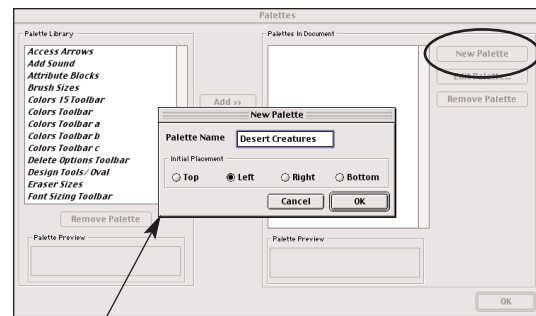 Palettes
Palette Library
Access Arrows
Add Sound
Attribute Blocks
Brush Sizes
Colors 15 Toolbar
Colors Toolbar
Colors Toolbar a
Colors Toolbar b
Colors Toolbar c
Delete Options Toolbar
Design Tools/Oval
Eraser Sizes
Font Sizing Toolbar
Remove Palette
Palette Preview
Add >>
Palettes In Document
New Palette
Edit Palette...
Remove Palette
Palette Preview
OK
New Palette
Palette Name Desert Creatures
Initial Placement
Top Left Right Bottom
Cancel OK